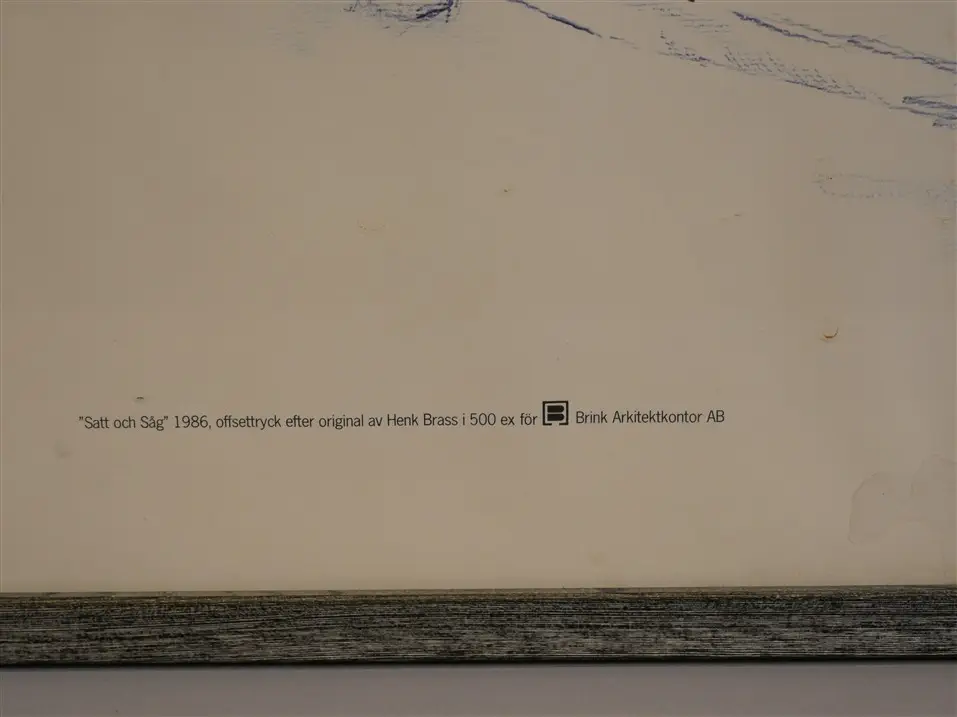 "Satt och Såg" 1986, offsettryck efter original av Henk Brass i 500 ex för B Brink Arkitektkontor AB